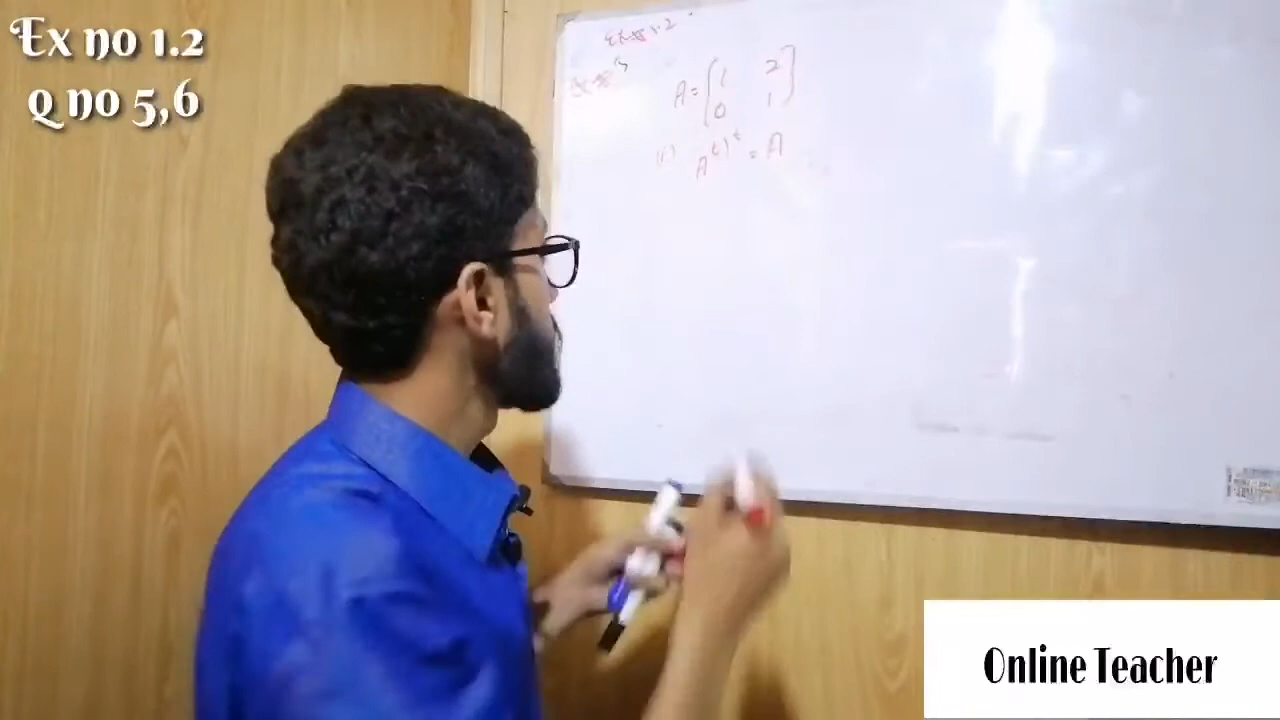 Ex no 1.2
Q no 5,6
A = [1 2
0 1]
(i) A^t)^t = A
Online Teacher